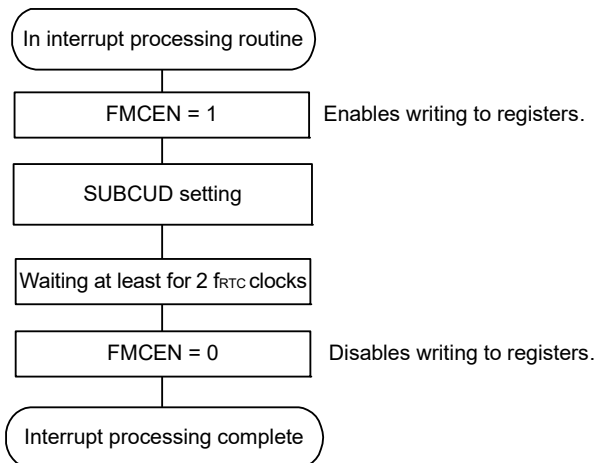 In interrupt processing routine
FMCEN = 1 Enables writing to registers.
SUBCUD setting
Waiting at least for 2 fRTC clocks
FMCEN = 0 Disables writing to registers.
Interrupt processing complete